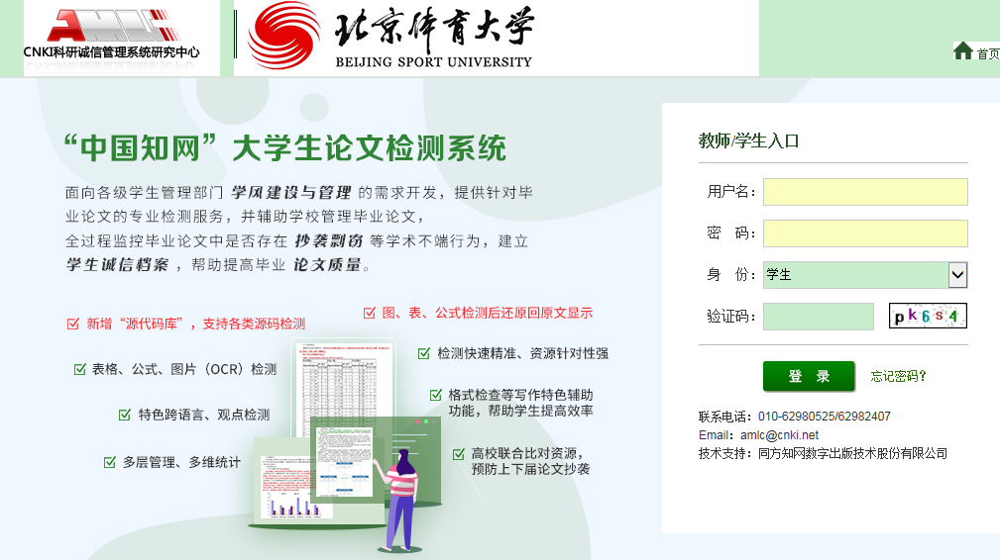 CNKI科研诚信管理系统研究中心
北京体育大学
BEIJING SPORT UNIVERSITY
首页
“中国知网”大学生论文检测系统
面向各级学生管理部门 学风建设与管理 的需求开发，提供针对毕
业论文的专业检测服务，并辅助学校管理毕业论文，
全过程监控毕业论文中是否存在 抄袭剽窃 等学术不端行为，建立
学生诚信档案 ，帮助提高毕业 论文质量。
新增“源代码库”，支持各类源码检测
图、表、公式检测后还原回原文显示
表格、公式、图片（OCR）检测
检测快速精准、资源针对性强
特色跨语言、观点检测
格式检查等写作特色辅助
功能，帮助学生提高效率
多层管理、多维统计
高校联合比对资源，
预防上下届论文抄袭
教师/学生入口
用户名：
密 码：
身 份： 学生
验证码： pk6s4
登 录 忘记密码?
联系电话：010-62980525/62982407
Email：amlc@cnki.net
技术支持：同方知网数字出版技术股份有限公司